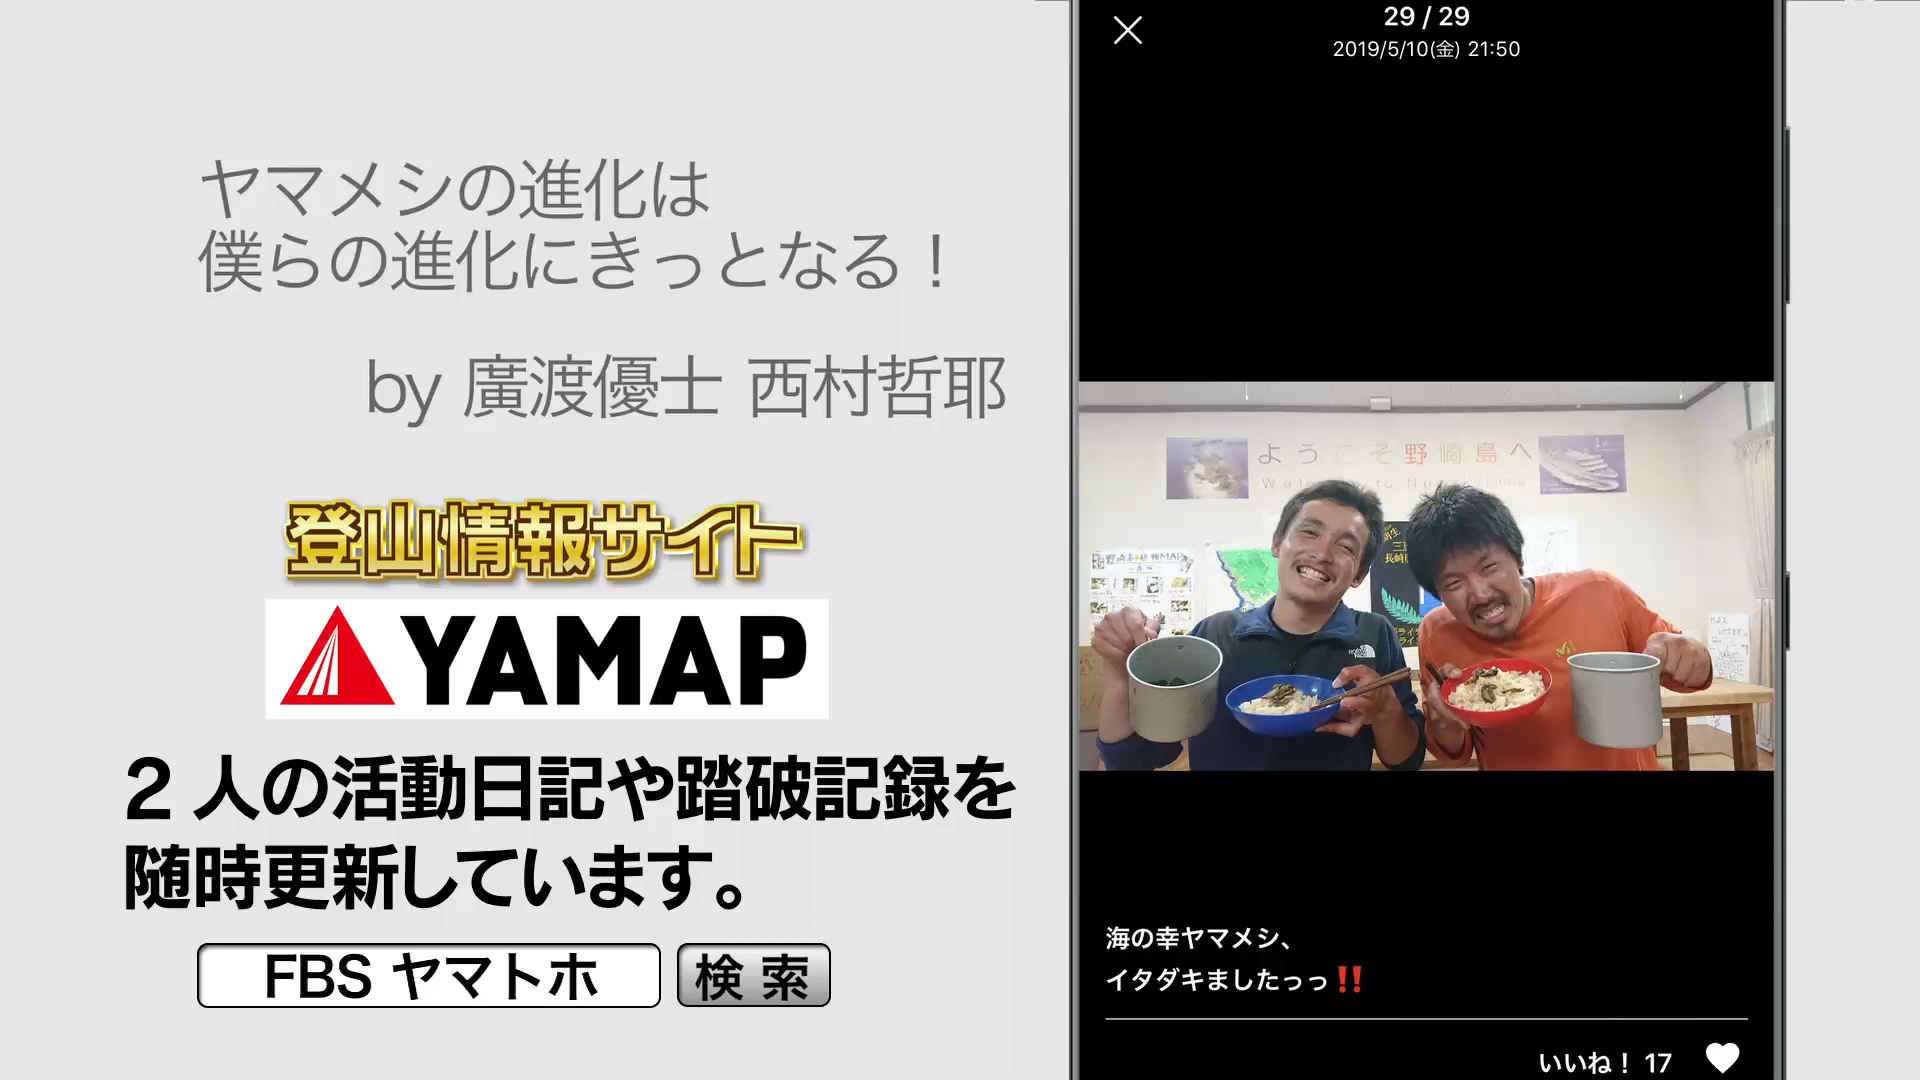 ヤマメシの進化は
僕らの進化にきっとなる！
by 廣渡優士 西村哲耶
登山情報サイト
YAMAP
2人の活動日記や踏破記録を
随時更新しています。
FBS ヤマトホ
検索
29 / 29
2019/5/10(金) 21:50
ようこそ野崎島へ
海の幸ヤマメシ、
イタダキましたっっ‼
いいね！ 17